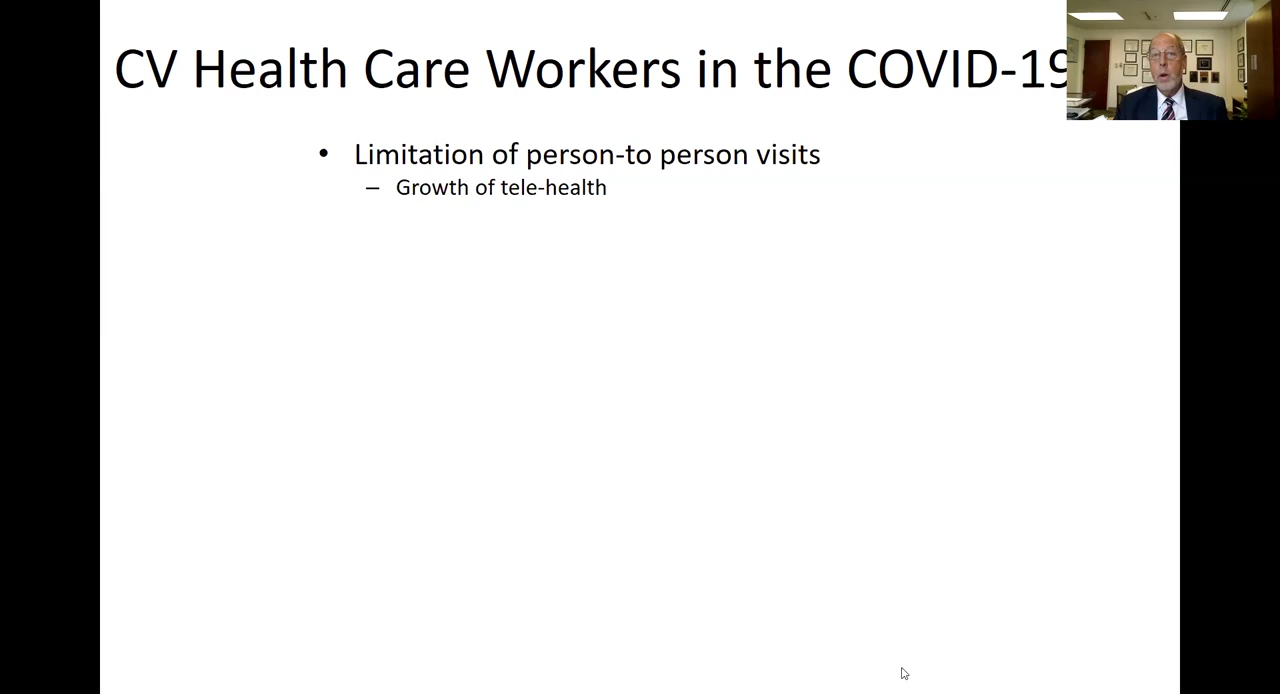 CV Health Care Workers in the COVID-19
• Limitation of person-to person visits
– Growth of tele-health